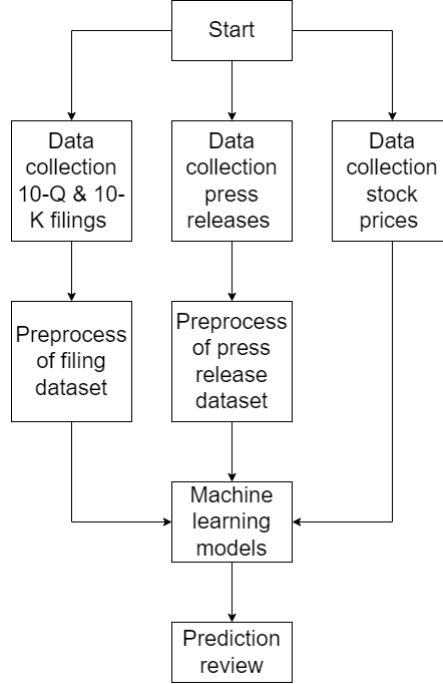 Start
Data
collection
10-Q & 10-
K filings
Data
collection
press
releases
Data
collection
stock
prices
Preprocess
of filing
dataset
Preprocess
of press
release
dataset
Machine
learning
models
Prediction
review